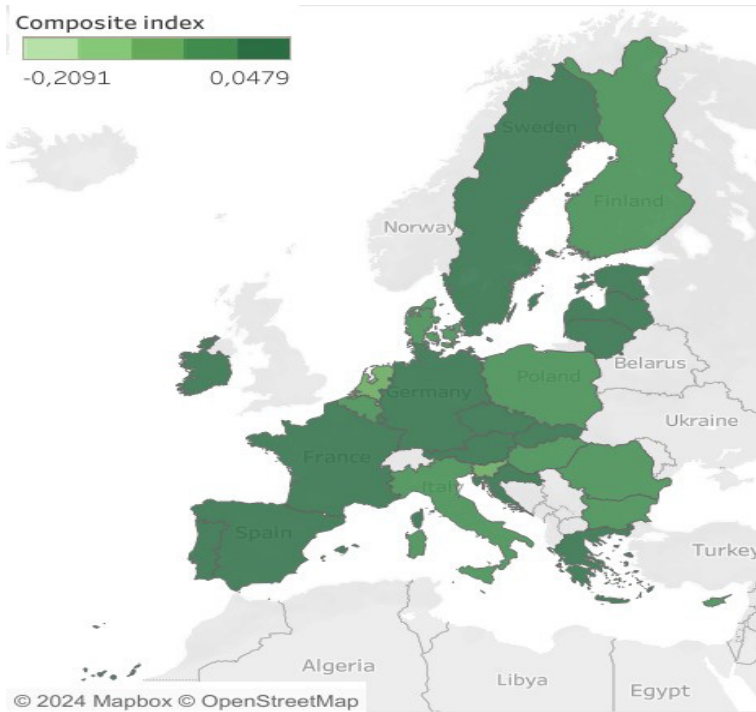 Composite index
-0,2091 0,0479
Sweden
Finland
Norway
Belarus
Poland
Germany
Ukraine
France
Italy
Spain
Turkey
Algeria
Libya
Egypt
© 2024 Mapbox © OpenStreetMap